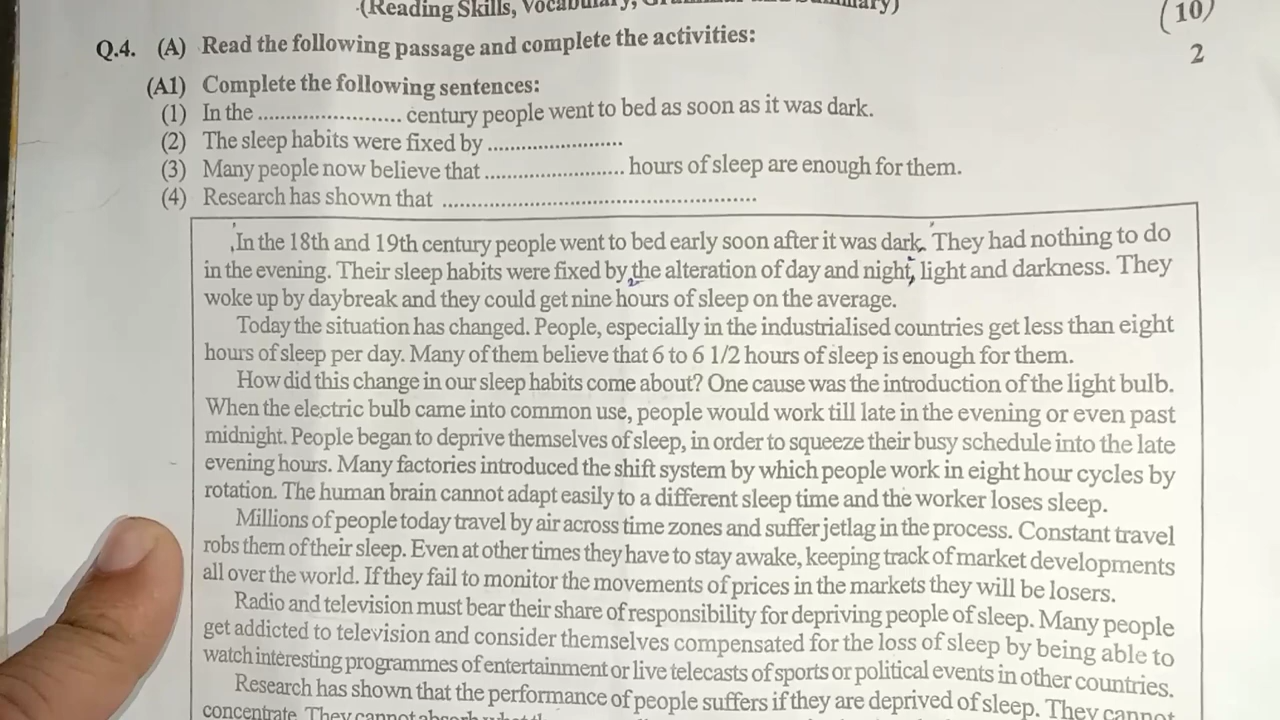 (Reading Skills, Vocabulary, Grammar and Summary) (10)
Q.4. (A) Read the following passage and complete the activities: 2
(A1) Complete the following sentences:
(1) In the ........................ century people went to bed as soon as it was dark.
(2) The sleep habits were fixed by .......................
(3) Many people now believe that ........................ hours of sleep are enough for them.
(4) Research has shown that .......................................................
In the 18th and 19th century people went to bed early soon after it was dark. They had nothing to do
in the evening. Their sleep habits were fixed by the alteration of day and night, light and darkness. They
woke up by daybreak and they could get nine hours of sleep on the average.
Today the situation has changed. People, especially in the industrialised countries get less than eight
hours of sleep per day. Many of them believe that 6 to 6 1/2 hours of sleep is enough for them.
How did this change in our sleep habits come about? One cause was the introduction of the light bulb.
When the electric bulb came into common use, people would work till late in the evening or even past
midnight. People began to deprive themselves of sleep, in order to squeeze their busy schedule into the late
evening hours. Many factories introduced the shift system by which people work in eight hour cycles by
rotation. The human brain cannot adapt easily to a different sleep time and the worker loses sleep.
Millions of people today travel by air across time zones and suffer jetlag in the process. Constant travel
robs them of their sleep. Even at other times they have to stay awake, keeping track of market developments
all over the world. If they fail to monitor the movements of prices in the markets they will be losers.
Radio and television must bear their share of responsibility for depriving people of sleep. Many people
get addicted to television and consider themselves compensated for the loss of sleep by being able to
watch interesting programmes of entertainment or live telecasts of sports or political events in other countries.
Research has shown that the performance of people suffers if they are deprived of sleep. They cannot
concentrate. They cannot absorb what